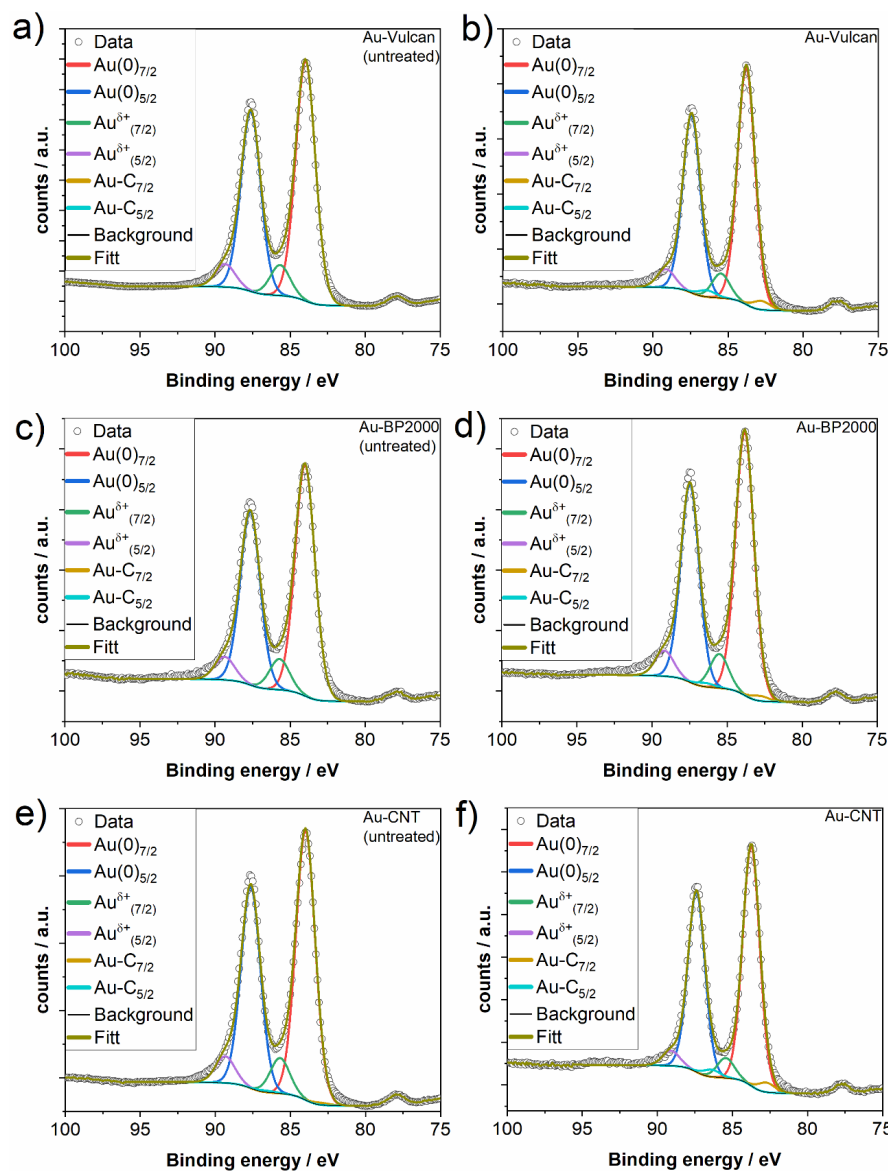 a)
Au-Vulcan
(untreated)
Data
Au(0)7/2
Au(0)5/2
Auδ+(7/2)
Auδ+(5/2)
Au-C7/2
Au-C5/2
Background
Fitt
counts / a.u.
100 95 90 85 80 75
Binding energy / eV
b)
Au-Vulcan
Data
Au(0)7/2
Au(0)5/2
Auδ+(7/2)
Auδ+(5/2)
Au-C7/2
Au-C5/2
Background
Fitt
counts / a.u.
100 95 90 85 80 75
Binding energy / eV
c)
Au-BP2000
(untreated)
Data
Au(0)7/2
Au(0)5/2
Auδ+(7/2)
Auδ+(5/2)
Au-C7/2
Au-C5/2
Background
Fitt
counts / a.u.
100 95 90 85 80 75
Binding energy / eV
d)
Au-BP2000
Data
Au(0)7/2
Au(0)5/2
Auδ+(7/2)
Auδ+(5/2)
Au-C7/2
Au-C5/2
Background
Fitt
counts / a.u.
100 95 90 85 80 75
Binding energy / eV
e)
Au-CNT
(untreated)
Data
Au(0)7/2
Au(0)5/2
Auδ+(7/2)
Auδ+(5/2)
Au-C7/2
Au-C5/2
Background
Fitt
counts / a.u.
100 95 90 85 80 75
Binding energy / eV
f)
Au-CNT
Data
Au(0)7/2
Au(0)5/2
Auδ+(7/2)
Auδ+(5/2)
Au-C7/2
Au-C5/2
Background
Fitt
counts / a.u.
100 95 90 85 80 75
Binding energy / eV